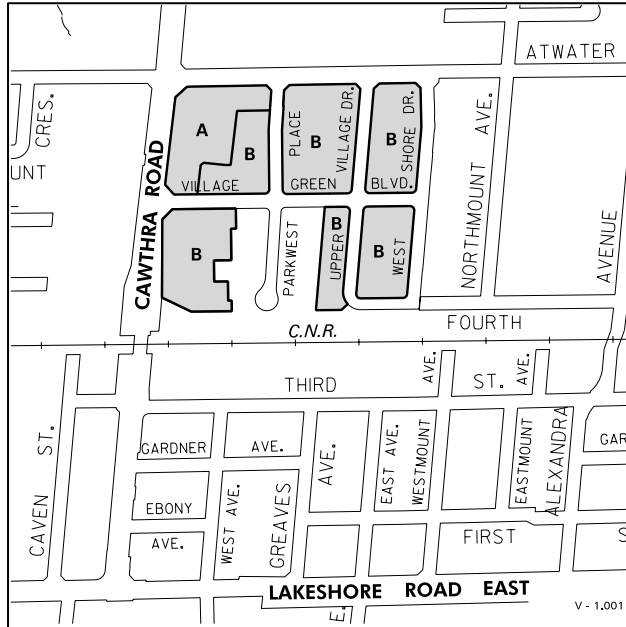 ATWATER
CRES.
UNT
CAWTHRA ROAD
A
B
PLACE
B
VILLAGE DR.
B
SHORE DR.
NORTHMOUNT AVE.
VILLAGE GREEN BLVD.
B
PARKWEST
B
UPPER
B
WEST
AVENUE
FOURTH
C.N.R.
THIRD ST.
AVE.
AVE.
CAVEN ST.
GARDNER AVE.
GAR
EBONY
AVE.
WEST AVE.
GREAVES
AVE.
EAST AVE.
WESTMOUNT
EASTMOUNT
ALEXANDRA
FIRST S
LAKESHORE ROAD EAST
E.
V - 1.001